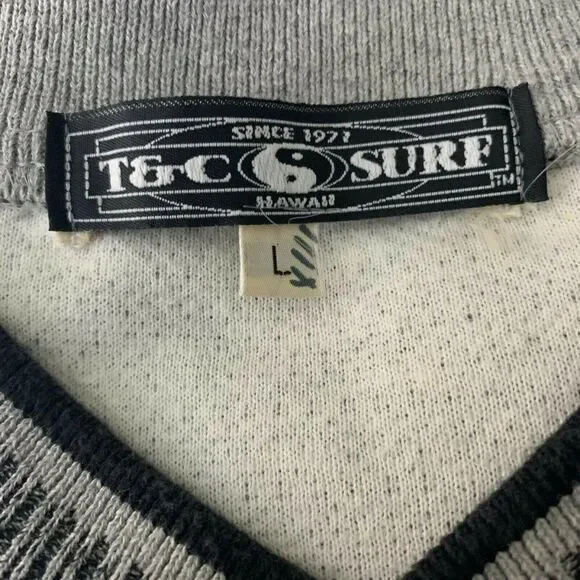 SINCE 1971
T&C SURF
HAWAII
TM
L